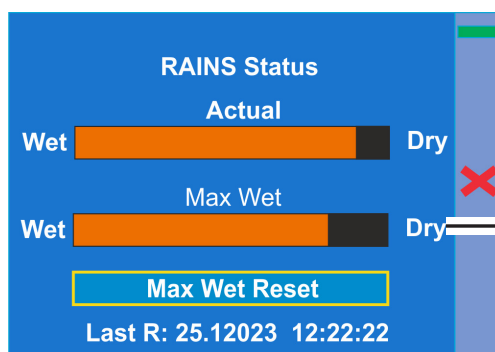 RAINS Status
Actual
Wet Dry
Max Wet
Wet Dry
Max Wet Reset
Last R: 25.12023 12:22:22